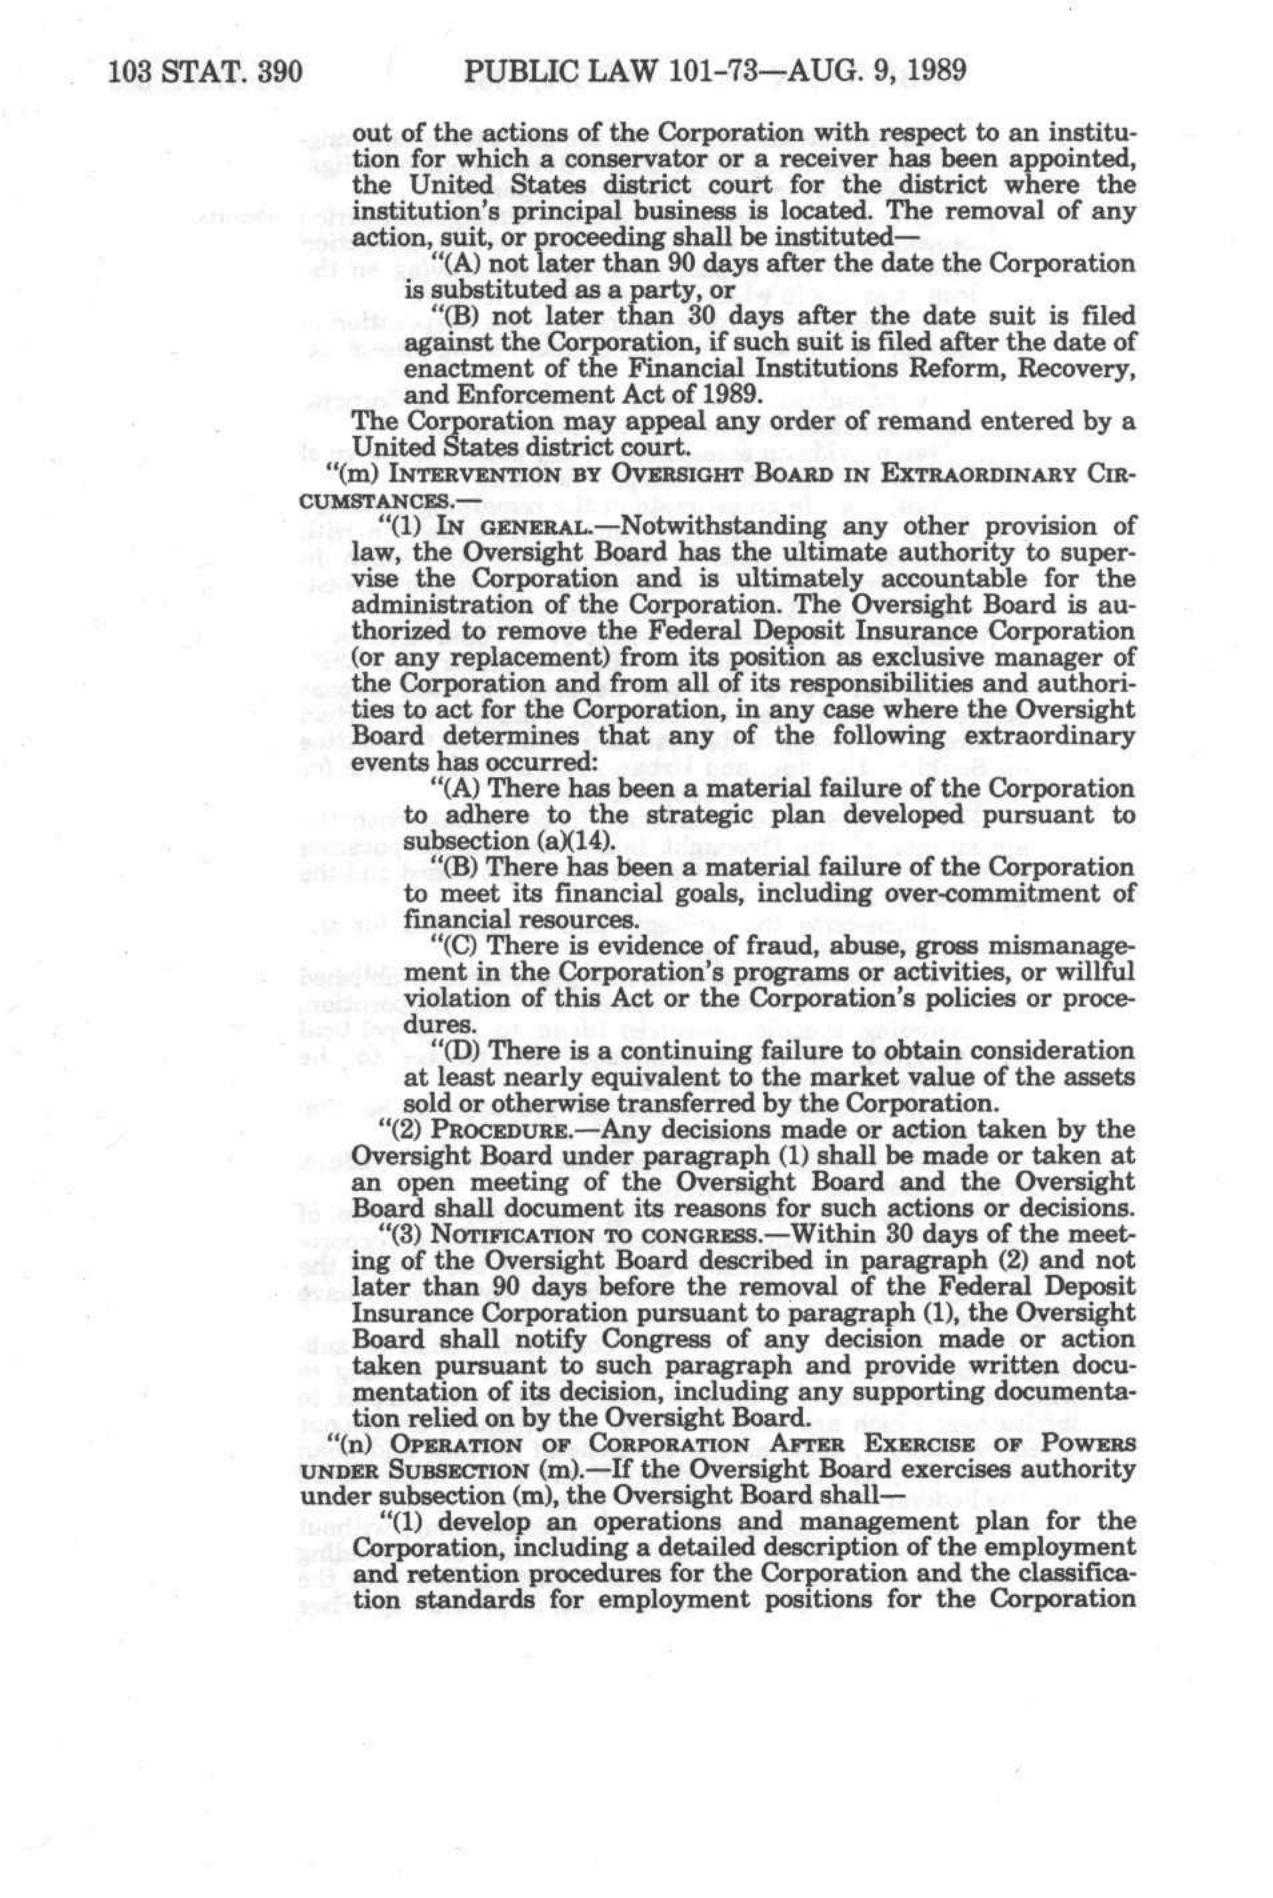 103 STAT. 390 PUBLIC LAW 101-73—AUG. 9, 1989
out of the actions of the Corporation with respect to an institu-
tion for which a conservator or a receiver has been appointed,
the United States district court for the district where the
institution's principal business is located. The removal of any
action, suit, or proceeding shall be instituted—
"(A) not later than 90 days after the date the Corporation
is substituted as a party, or
"(B) not later than 30 days after the date suit is filed
against the Corporation, if such suit is filed after the date of
enactment of the Financial Institutions Reform, Recovery,
and Enforcement Act of 1989.
The Corporation may appeal any order of remand entered by a
United States district court.
"(m) INTERVENTION BY OVERSIGHT BOARD IN EXTRAORDINARY CIR-
CUMSTANCES.—
"(1) IN GENERAL.—Notwithstanding any other provision of
law, the Oversight Board has the ultimate authority to super-
vise the Corporation and is ultimately accountable for the
administration of the Corporation. The Oversight Board is au-
thorized to remove the Federal Deposit Insurance Corporation
(or any replacement) from its position as exclusive manager of
the Corporation and from all of its responsibilities and authori-
ties to act for the Corporation, in any case where the Oversight
Board determines that any of the following extraordinary
events has occurred:
"(A) There has been a material failure of the Corporation
to adhere to the strategic plan developed pursuant to
subsection (a)(14).
"(B) There has been a material failure of the Corporation
to meet its financial goals, including over-commitment of
financial resources.
"(C) There is evidence of fraud, abuse, gross mismanage-
ment in the Corporation's programs or activities, or willful
violation of this Act or the Corporation's policies or proce-
dures.
"(D) There is a continuing failure to obtain consideration
at least nearly equivalent to the market value of the assets
sold or otherwise transferred by the Corporation.
"(2) PROCEDURE.—Any decisions made or action taken by the
Oversight Board under paragraph (1) shall be made or taken at
an open meeting of the Oversight Board and the Oversight
Board shall document its reasons for such actions or decisions.
"(3) NOTIFICATION TO CONGRESS.—Within 30 days of the meet-
ing of the Oversight Board described in paragraph (2) and not
later than 90 days before the removal of the Federal Deposit
Insurance Corporation pursuant to paragraph (1), the Oversight
Board shall notify Congress of any decision made or action
taken pursuant to such paragraph and provide written docu-
mentation of its decision, including any supporting documenta-
tion relied on by the Oversight Board.
"(n) OPERATION OF CORPORATION AFTER EXERCISE OF POWERS
UNDER SUBSECTION (m).—If the Oversight Board exercises authority
under subsection (m), the Oversight Board shall—
"(1) develop an operations and management plan for the
Corporation, including a detailed description of the employment
and retention procedures for the Corporation and the classifica-
tion standards for employment positions for the Corporation